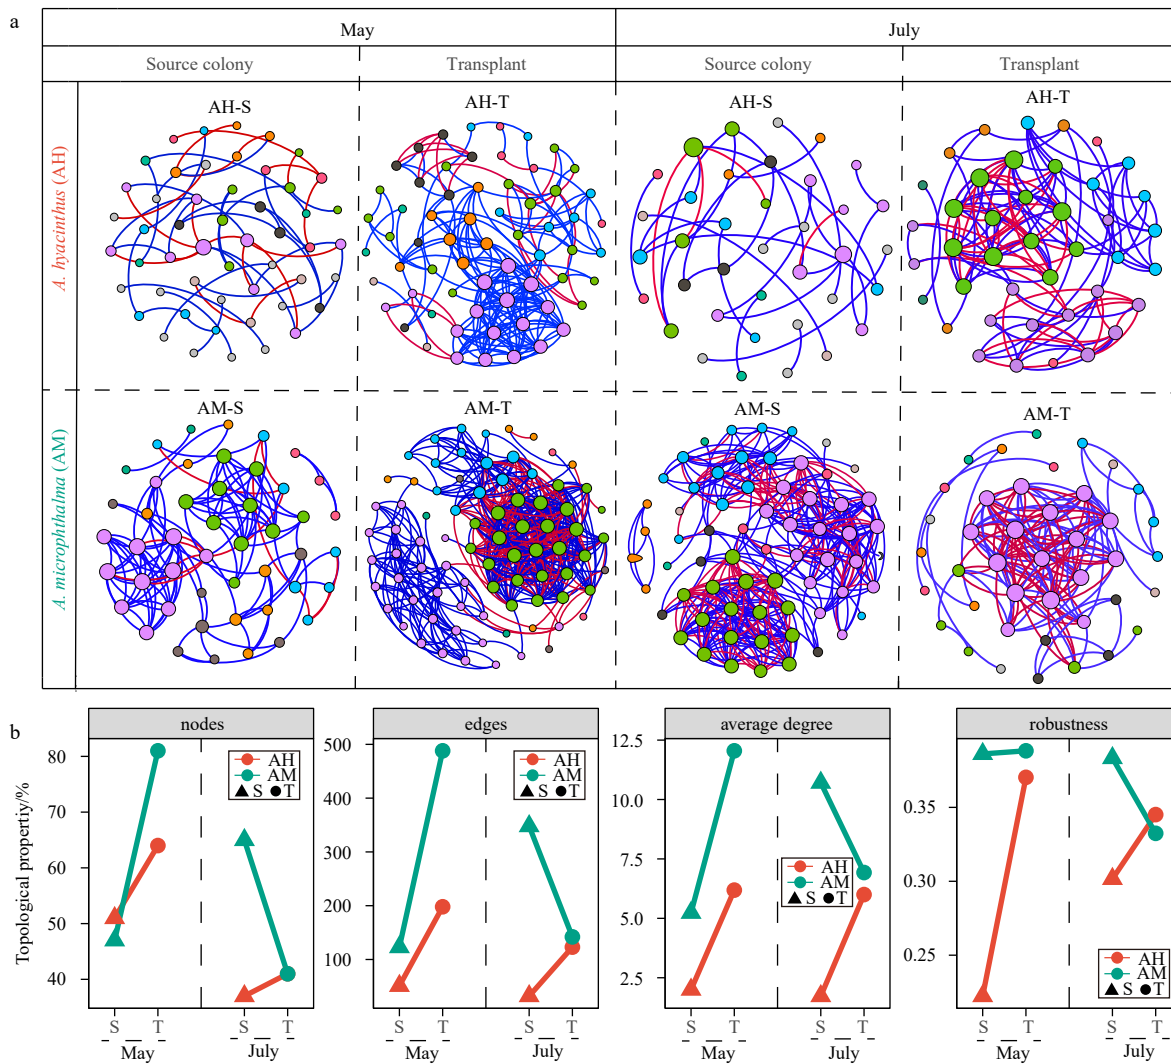 a
May
July
Source colony
Transplant
Source colony
Transplant
A. hyacinthus (AH)
AH-S
AH-T
AH-S
AH-T
A. microphthalma (AM)
AM-S
AM-T
AM-S
AM-T
b
nodes
edges
average degree
robustness
Topological propertiy/%
80
70
60
50
40
AH
AM
S T
S T S T
May July
500
400
300
200
100
AH
AM
S T
S T S T
May July
12.5
10.0
7.5
5.0
2.5
AH
AM
S T
S T S T
May July
0.35
0.30
0.25
AH
AM
S T
S T S T
May July